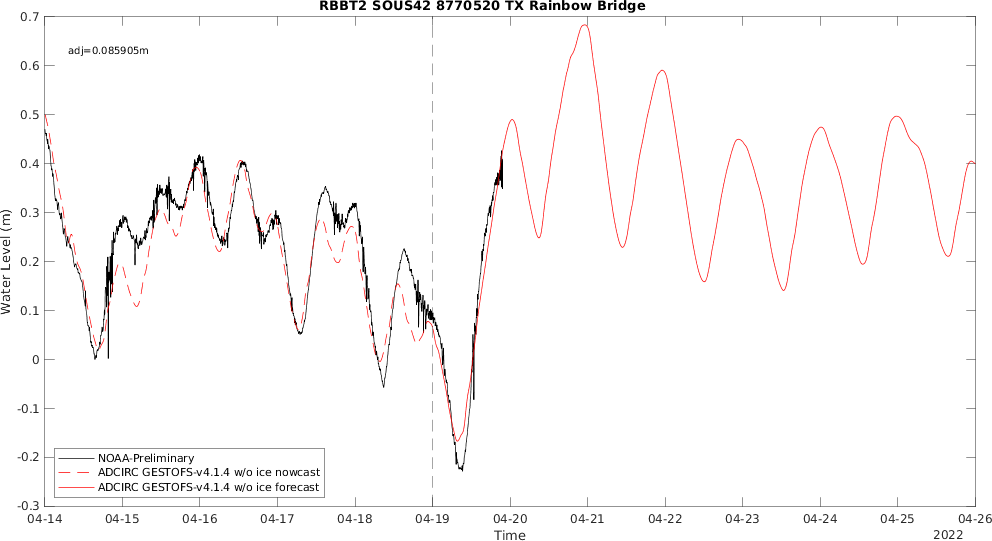 RBBT2 SOUS42 8770520 TX Rainbow Bridge
adj=0.085905m
0.7
0.6
0.5
0.4
0.3
0.2
0.1
0
-0.1
-0.2
-0.3
Water Level (m)
NOAA-Preliminary
ADCIRC GESTOFS-v4.1.4 w/o ice nowcast
ADCIRC GESTOFS-v4.1.4 w/o ice forecast
04-14 04-15 04-16 04-17 04-18 04-19 04-20 04-21 04-22 04-23 04-24 04-25 04-26
Time
2022